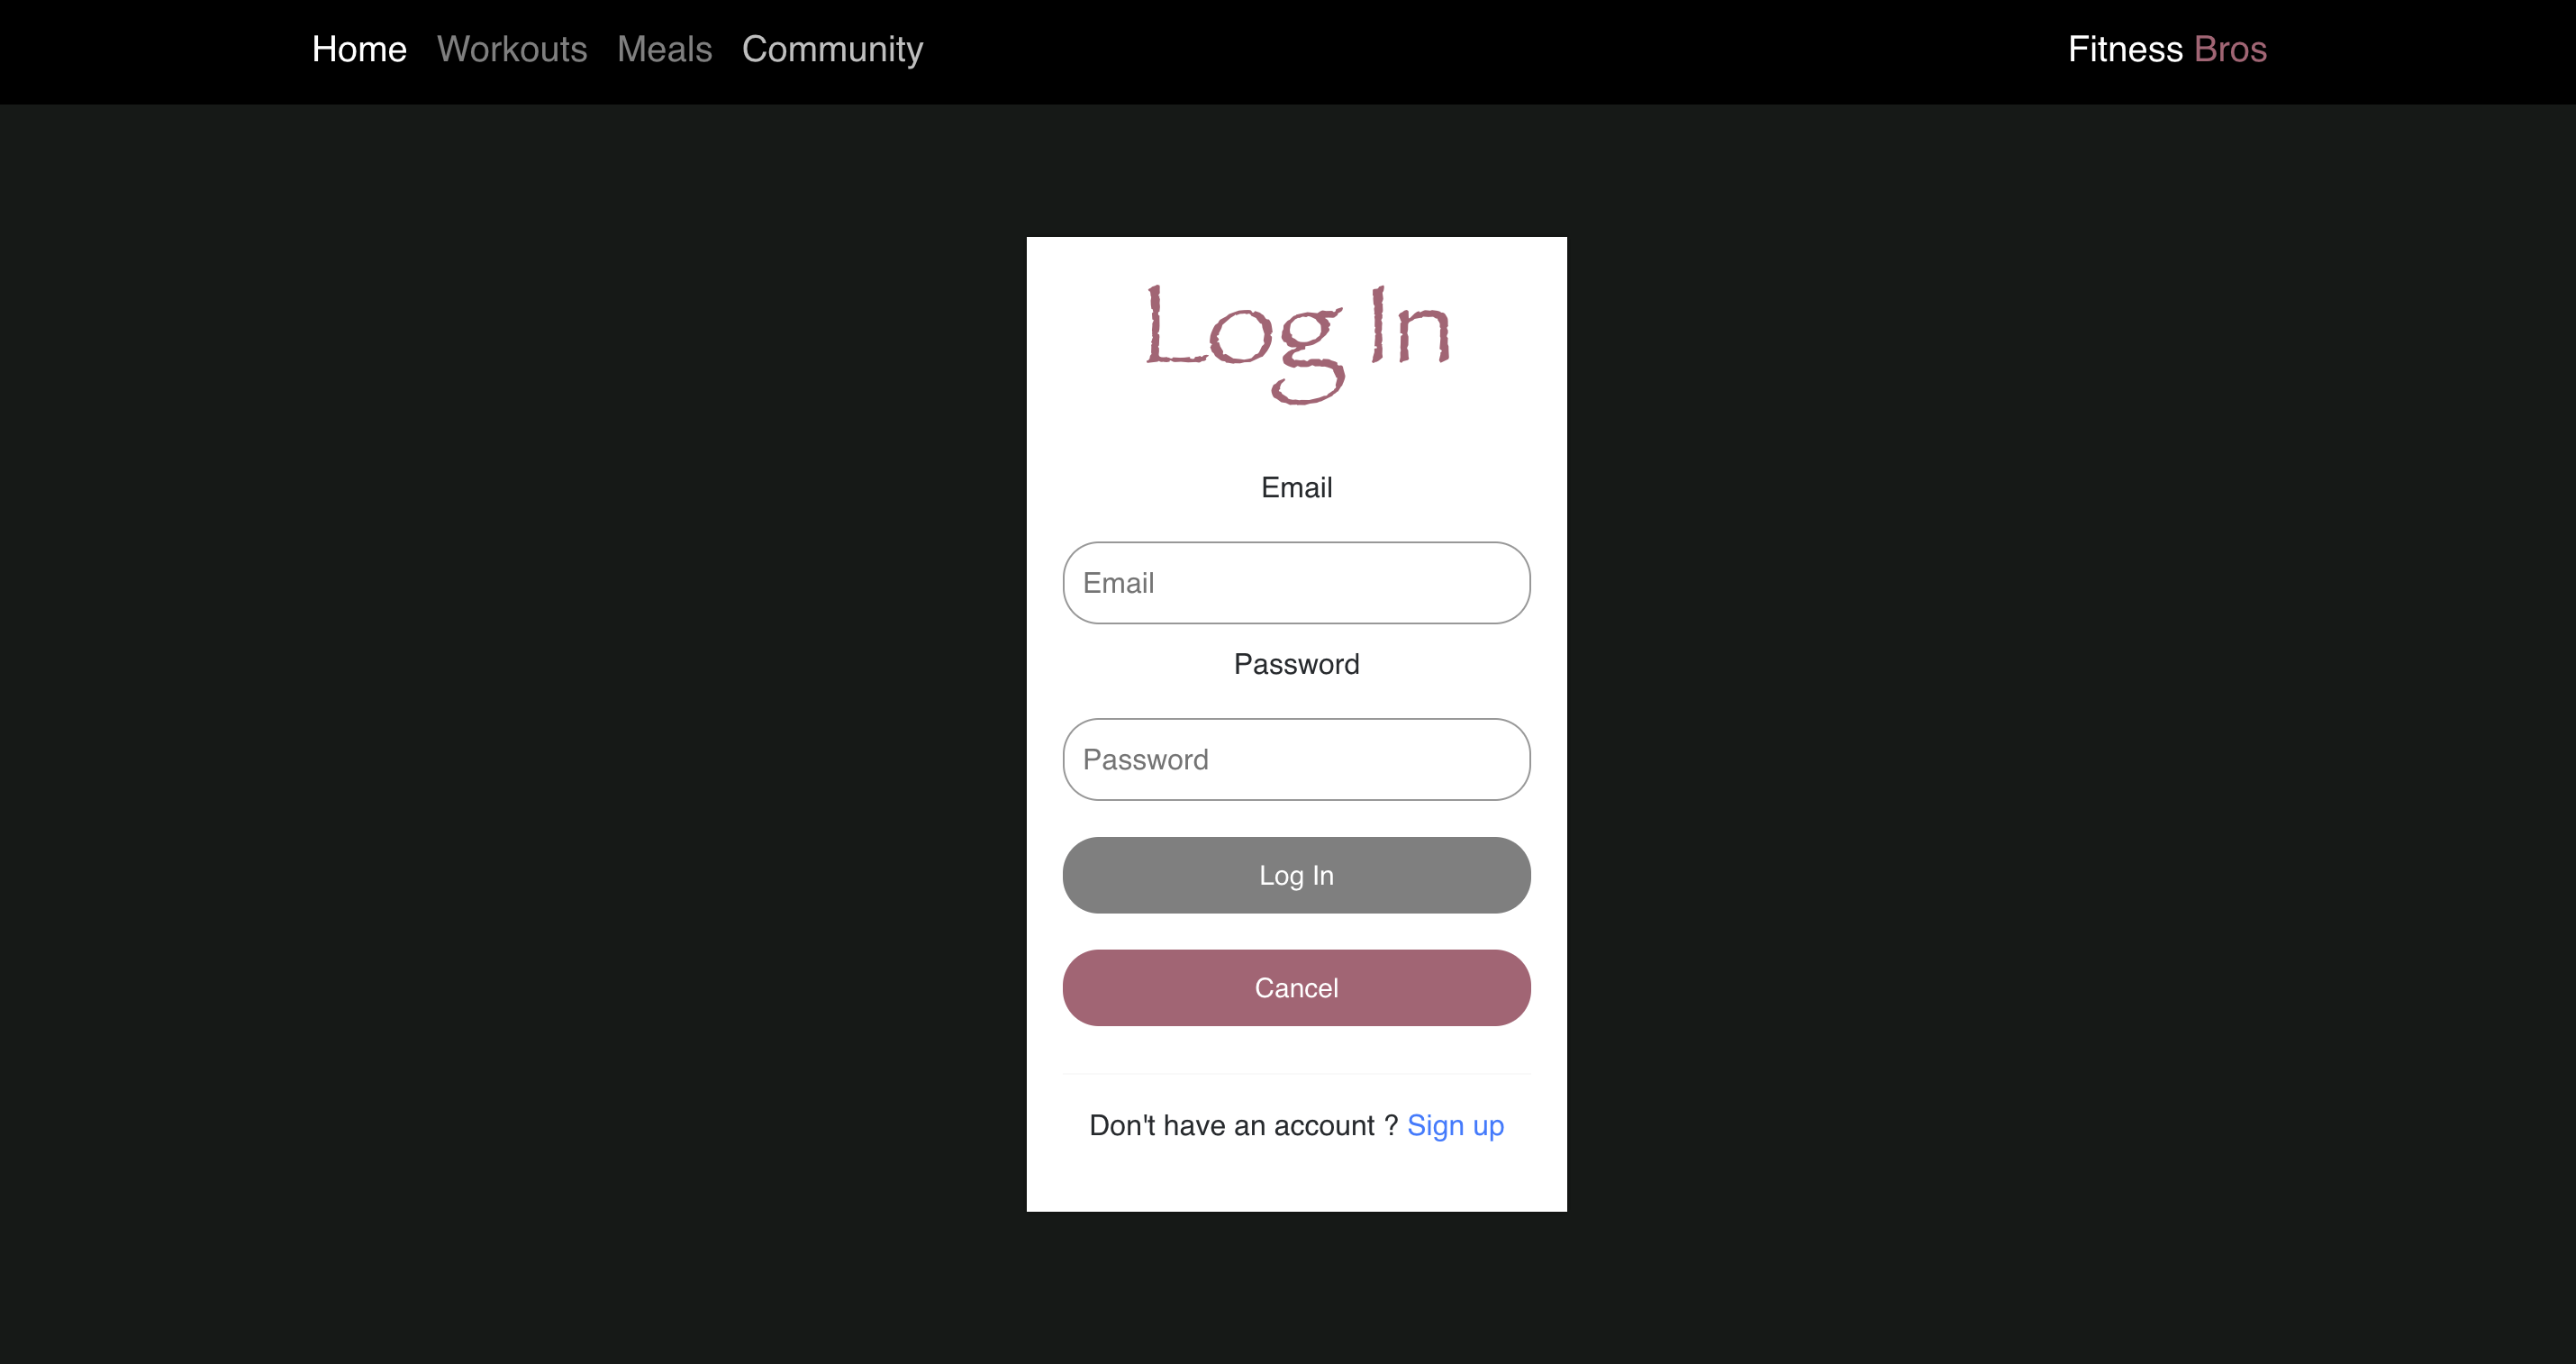 Home Workouts Meals Community Fitness Bros
Log In
Email
Email
Password
Password
Log In
Cancel
Don't have an account ? Sign up